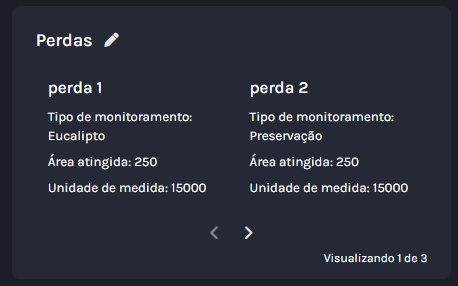 Perdas
perda 1
Tipo de monitoramento:
Eucalipto
Área atingida: 250
Unidade de medida: 15000
perda 2
Tipo de monitoramento:
Preservação
Área atingida: 250
Unidade de medida: 15000
Visualizando 1 de 3